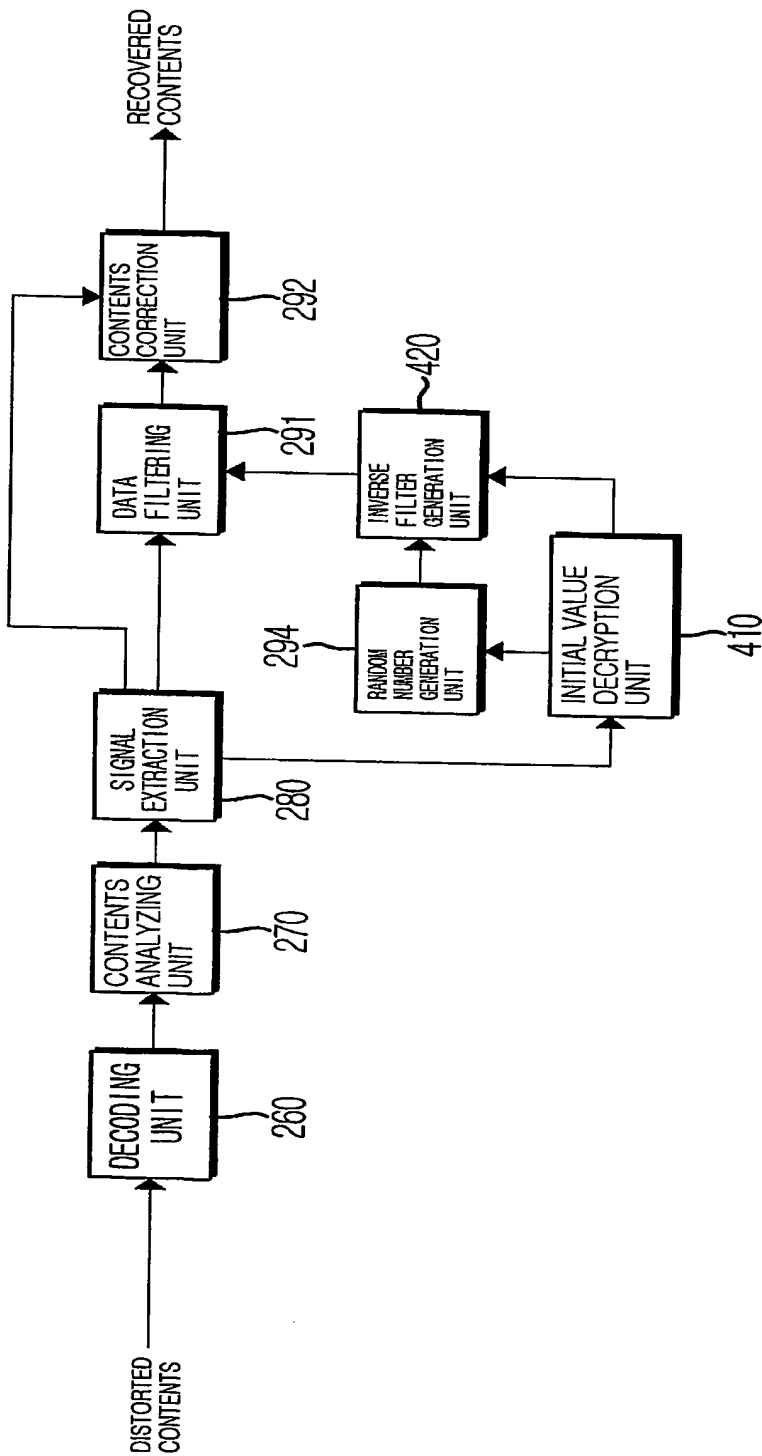 DISTORTED
CONTENTS
DECODING
UNIT
260
CONTENTS
ANALYZING
UNIT
270
SIGNAL
EXTRACTION
UNIT
280
DATA
FILTERING
UNIT
291
CONTENTS
CORRECTION
UNIT
292
RECOVERED
CONTENTS
RANDOM
NUMBER
GENERATION
UNIT
294
INVERSE
FILTER
GENERATION
UNIT
420
INITIAL VALUE
DECRYPTION
UNIT
410